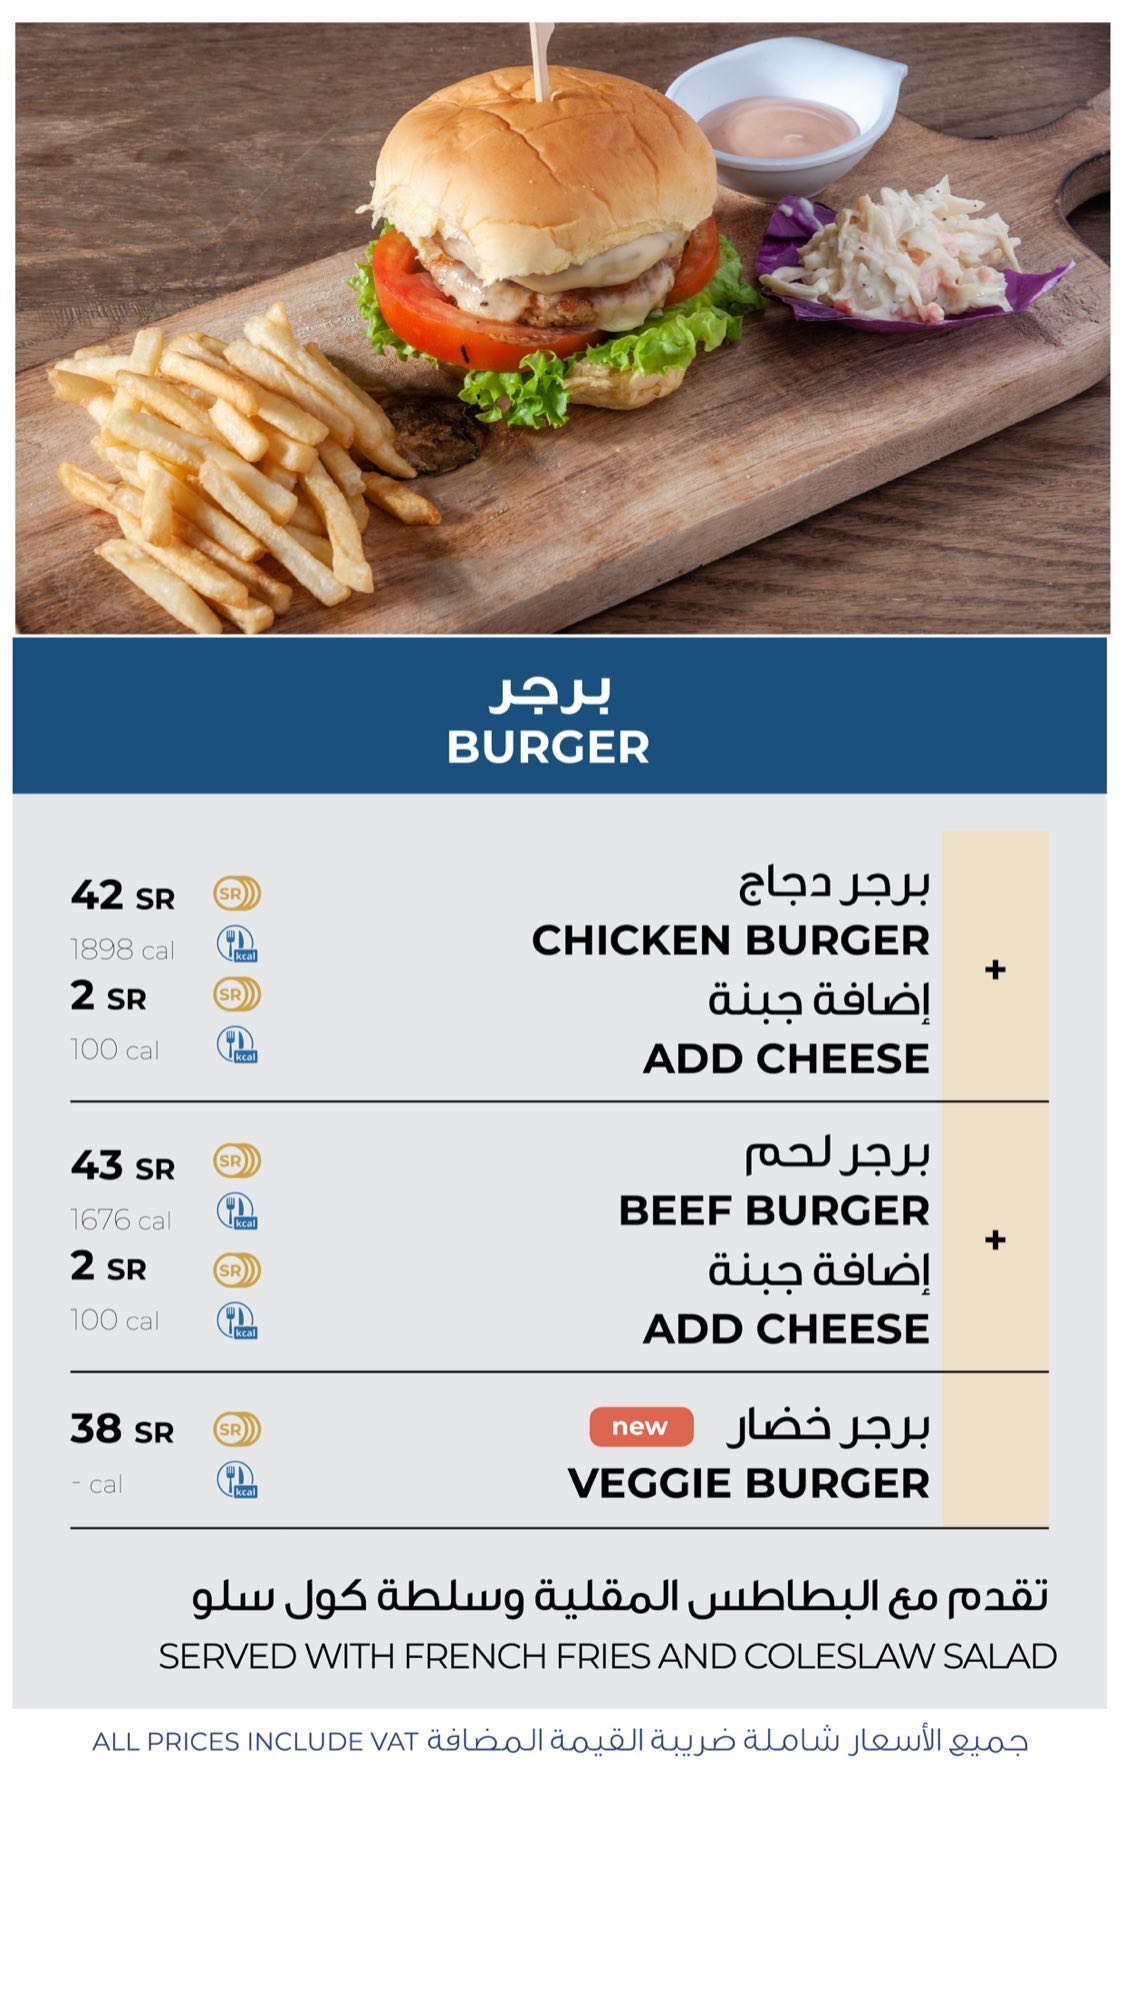 برجر
BURGER
برجر دجاج
42 SR
SR
CHICKEN BURGER
1898 cal
kcal
+
إضافة جبنة
2 SR
SR
ADD CHEESE
100 cal
kcal
برجر لحم
43 SR
SR
BEEF BURGER
1676 cal
kcal
+
إضافة جبنة
2 SR
SR
ADD CHEESE
100 cal
kcal
برجر خضار new
38 SR
SR
VEGGIE BURGER
- cal
kcal
تقدم مع البطاطس المقلية وسلطة كول سلو
SERVED WITH FRENCH FRIES AND COLESLAW SALAD
ALL PRICES INCLUDE VAT جميع الأسعار شاملة ضريبة القيمة المضافة